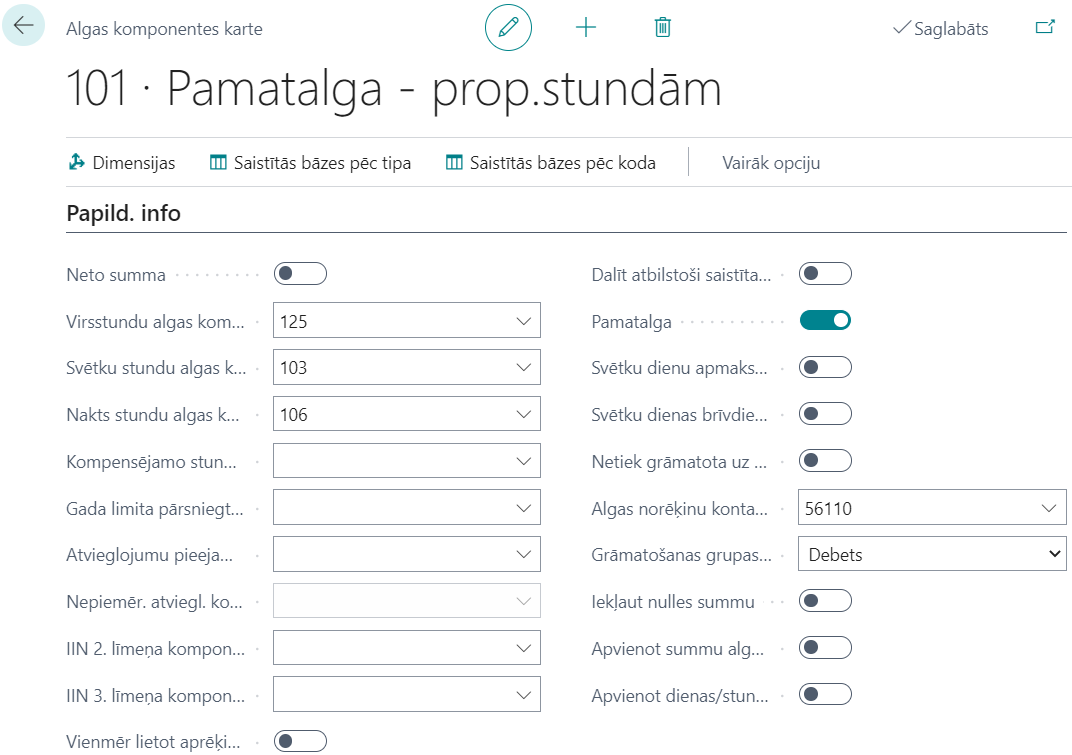 Algas komponentes karte
Saglabāts
101 · Pamatalga - prop.stundām
Dimensijas
Saistītās bāzes pēc tipa
Saistītās bāzes pēc koda
Vairāk opciju
Papild. info
Neto summa
Virsstundu algas kom... 125
Svētku stundu algas k... 103
Nakts stundu algas k... 106
Kompensējamo stun...
Gada limita pārsniegt...
Atvieglojumu pieeja...
Nepiemēr. atviegl. ko...
IIN 2. līmeņa kompon...
IIN 3. līmeņa kompon...
Vienmēr lietot aprēķi...
Dalīt atbilstoši saistīta...
Pamatalga
Svētku dienu apmaks...
Svētku dienas brīvdie...
Netiek grāmatota uz ...
Algas norēķinu konta... 56110
Grāmatošanas grupas... Debets
Iekļaut nulles summu
Apvienot summu alg...
Apvienot dienas/stun...